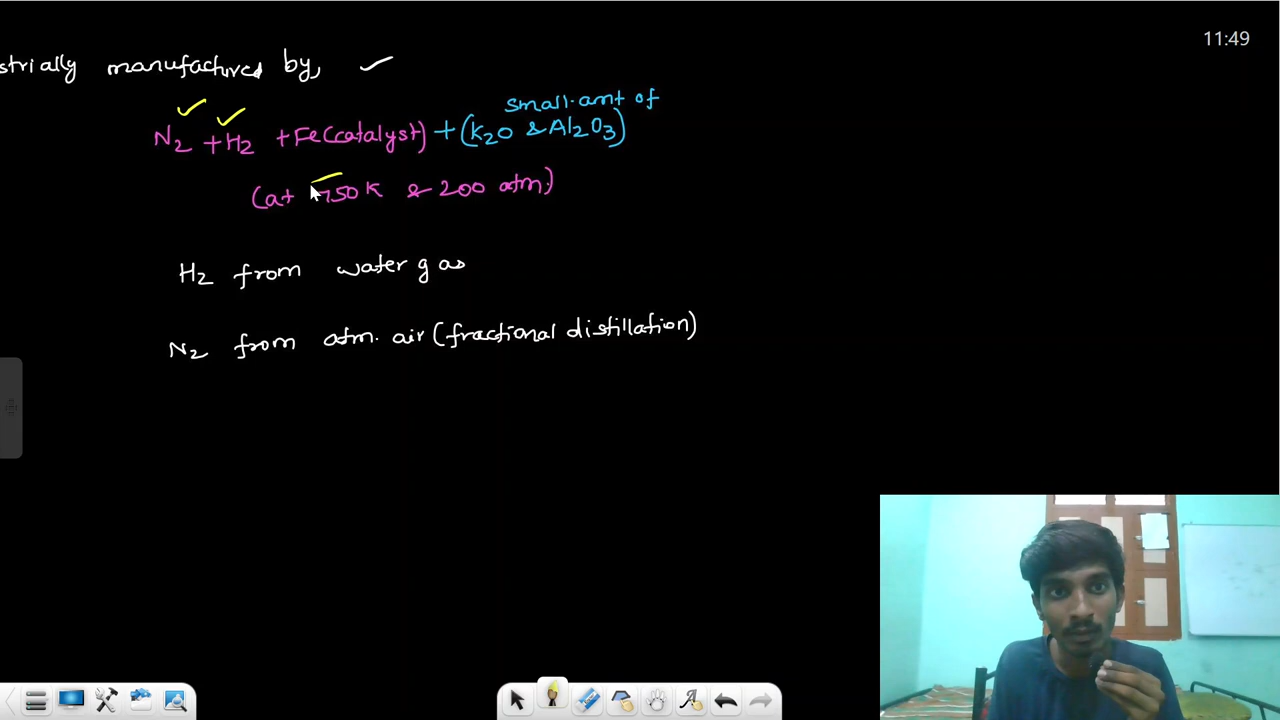 11:49
strially manufactured by,
small amt of
N2 + H2 + Fe(catalyst) + (K2O & Al2O3)
(at 750 K & 200 atm.)
H2 from water gas
N2 from atm. air (fractional distillation)